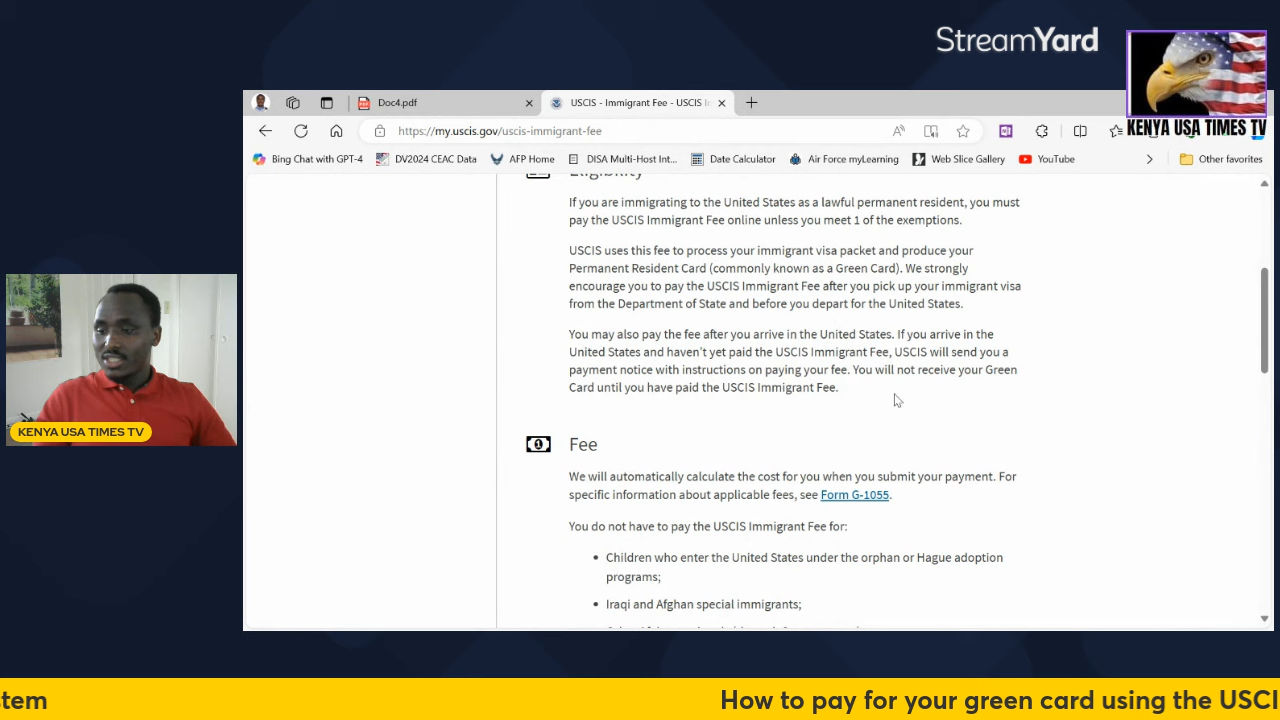 StreamYard
KENYA USA TIMES TV
Doc4.pdf
USCIS - Immigrant Fee - USCIS
https://my.uscis.gov/uscis-immigrant-fee
Bing Chat with GPT-4
DV2024 CEAC Data
AFP Home
DISA Multi-Host Int...
Date Calculator
Air Force myLearning
Web Slice Gallery
YouTube
Other favorites
Eligibility
If you are immigrating to the United States as a lawful permanent resident, you must
pay the USCIS Immigrant Fee online unless you meet 1 of the exemptions.
USCIS uses this fee to process your immigrant visa packet and produce your
Permanent Resident Card (commonly known as a Green Card). We strongly
encourage you to pay the USCIS Immigrant Fee after you pick up your immigrant visa
from the Department of State and before you depart for the United States.
You may also pay the fee after you arrive in the United States. If you arrive in the
United States and haven't yet paid the USCIS Immigrant Fee, USCIS will send you a
payment notice with instructions on paying your fee. You will not receive your Green
Card until you have paid the USCIS Immigrant Fee.
Fee
We will automatically calculate the cost for you when you submit your payment. For
specific information about applicable fees, see Form G-1055.
You do not have to pay the USCIS Immigrant Fee for:
• Children who enter the United States under the orphan or Hague adoption
programs;
• Iraqi and Afghan special immigrants;
KENYA USA TIMES TV
stem
How to pay for your green card using the USCI